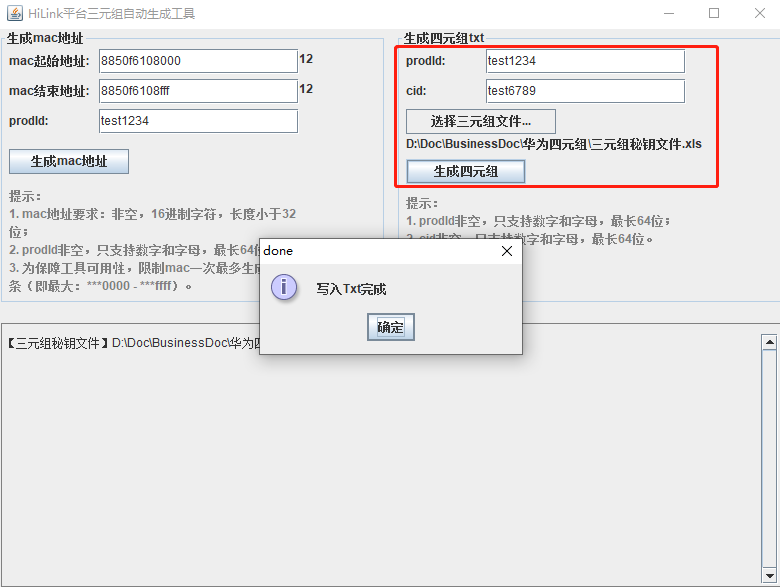 HiLink平台三元组自动生成工具
生成mac地址
mac起始地址: 8850f6108000 12
mac结束地址: 8850f6108fff 12
prodId: test1234
生成mac地址
提示:
1. mac地址要求: 非空, 16进制字符, 长度小于32
位;
2. prodId非空, 只支持数字和字母, 最长64位
3. 为保障工具可用性, 限制mac一次最多生成
条 (即最大: ***0000 - ***ffff) 。
生成四元组txt
prodId: test1234
cid: test6789
选择三元组文件...
D:\Doc\BusinessDoc\华为四元组\三元组秘钥文件.xls
生成四元组
提示:
1. prodId非空, 只支持数字和字母, 最长64位;
2. cid非空, 只支持数字和字母, 最长64位。
done
写入Txt完成
确定
【三元组秘钥文件】D:\Doc\BusinessDoc\华为四